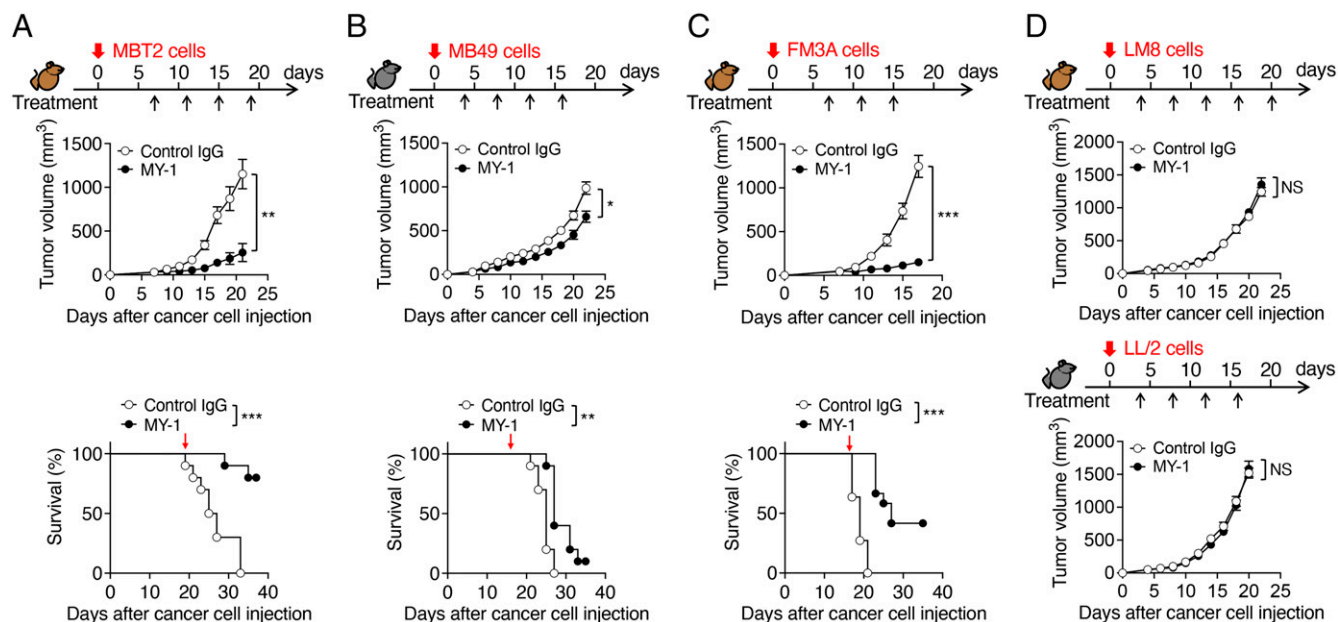 A
MBT2 cells
0 5 10 15 20 days
Treatment
Tumor volume (mm³)
1500
1000
500
0
Control IgG
MY-1
**
0 5 10 15 20 25
Days after cancer cell injection
Control IgG
MY-1
***
Survival (%)
100
50
0
0 10 20 30 40
Days after cancer cell injection
B
MB49 cells
0 5 10 15 20 days
Treatment
Tumor volume (mm³)
1500
1000
500
0
Control IgG
MY-1
*
0 5 10 15 20 25
Days after cancer cell injection
Control IgG
MY-1
**
Survival (%)
100
50
0
0 10 20 30 40
Days after cancer cell injection
C
FM3A cells
0 5 10 15 20 days
Treatment
Tumor volume (mm³)
1500
1000
500
0
Control IgG
MY-1
***
0 5 10 15 20
Days after cancer cell injection
Control IgG
MY-1
***
Survival (%)
100
50
0
0 10 20 30 40
Days after cancer cell injection
D
LM8 cells
0 5 10 15 20 days
Treatment
Tumor volume (mm³)
2000
1500
1000
500
0
Control IgG
MY-1
NS
0 5 10 15 20 25
Days after cancer cell injection
LL/2 cells
0 5 10 15 20 days
Treatment
Tumor volume (mm³)
2000
1500
1000
500
0
Control IgG
MY-1
NS
0 5 10 15 20 25
Days after cancer cell injection